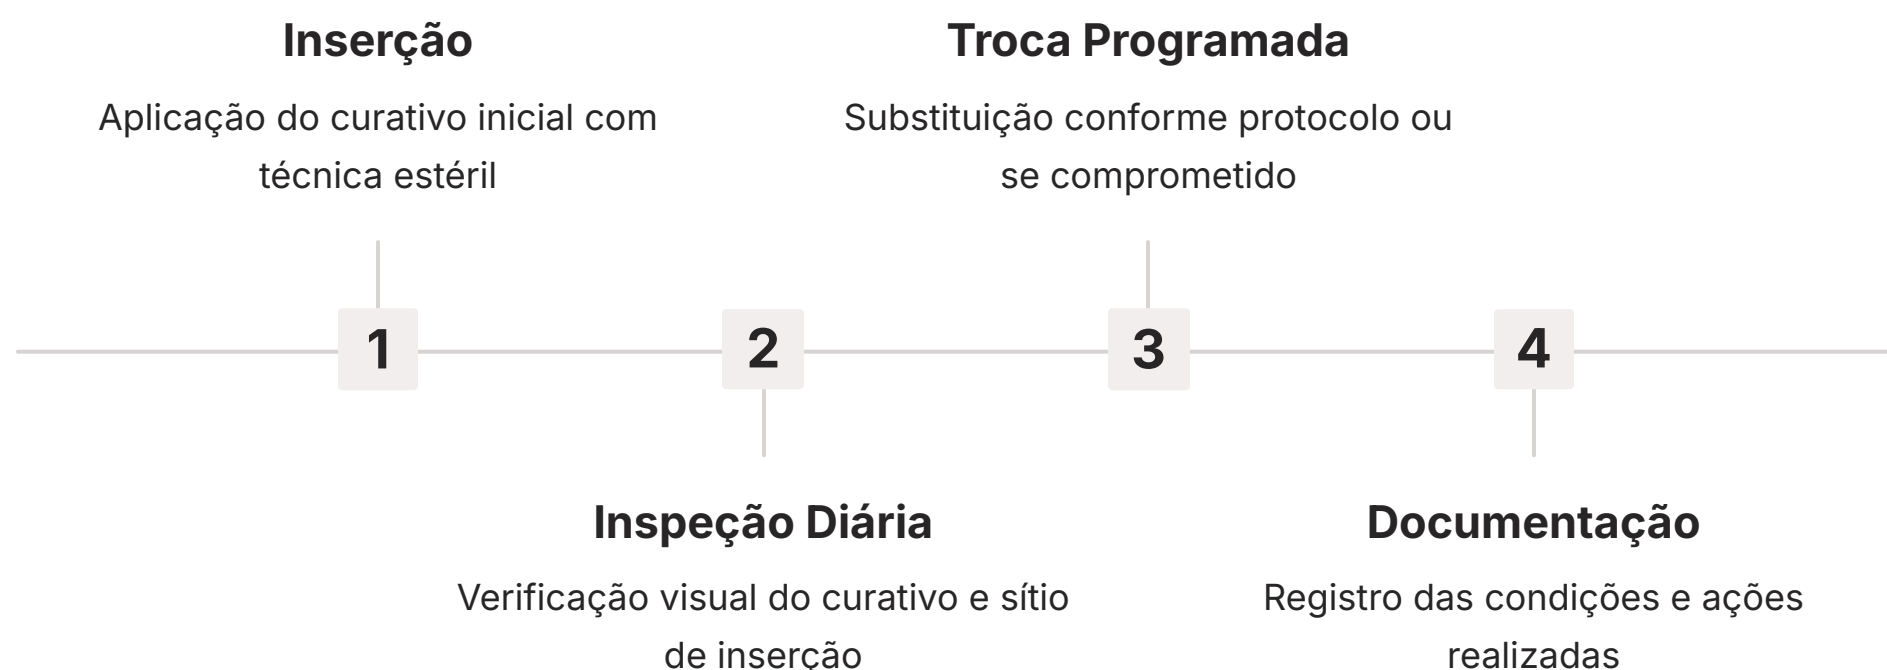 Inserção
Aplicação do curativo inicial com
técnica estéril
1
2
Inspeção Diária
Verificação visual do curativo e sítio
de inserção
Troca Programada
Substituição conforme protocolo ou
se comprometido
3
4
Documentação
Registro das condições e ações
realizadas